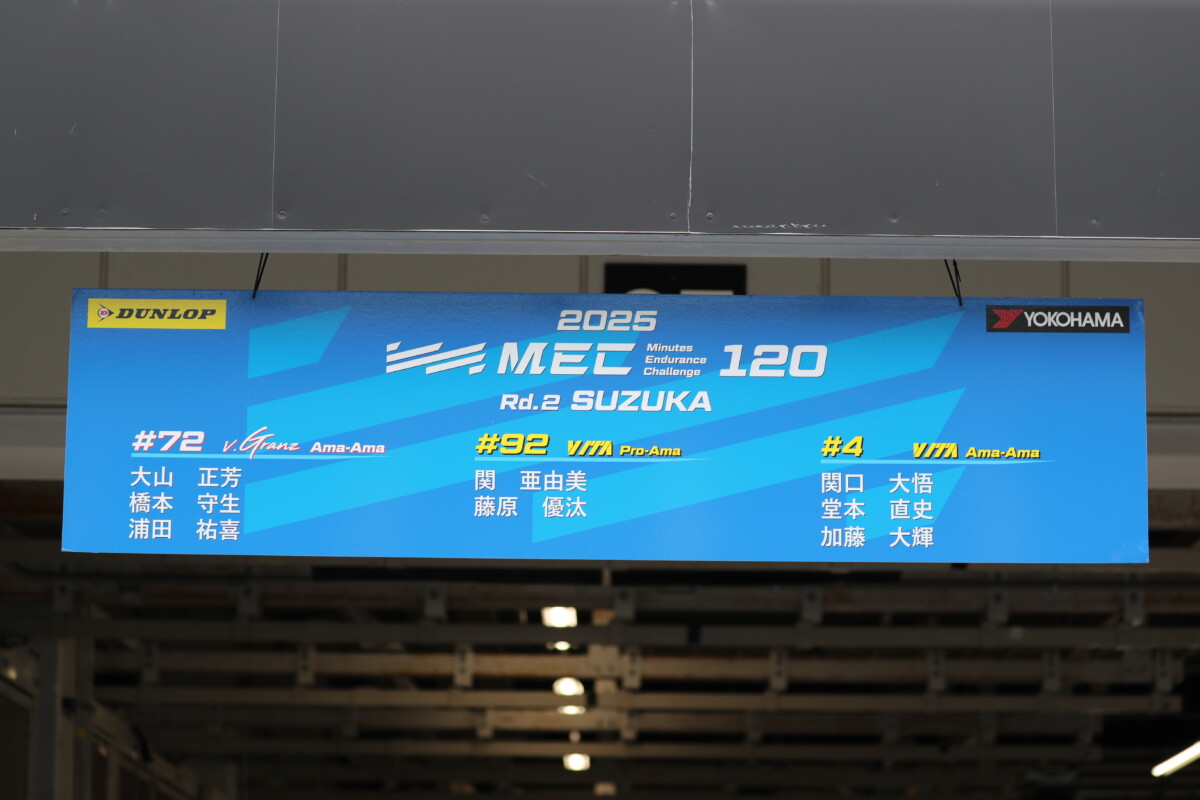 DUNLOP
YOKOHAMA
2025
MEC Minutes Endurance Challenge 120
Rd.2 SUZUKA
#72 v.Granz Ama-Ama
大山 正芳
橋本 守生
浦田 祐喜
#92 VITA Pro-Ama
関 亜由美
藤原 優汰
#4 VITA Ama-Ama
関口 大悟
堂本 直史
加藤 大輝